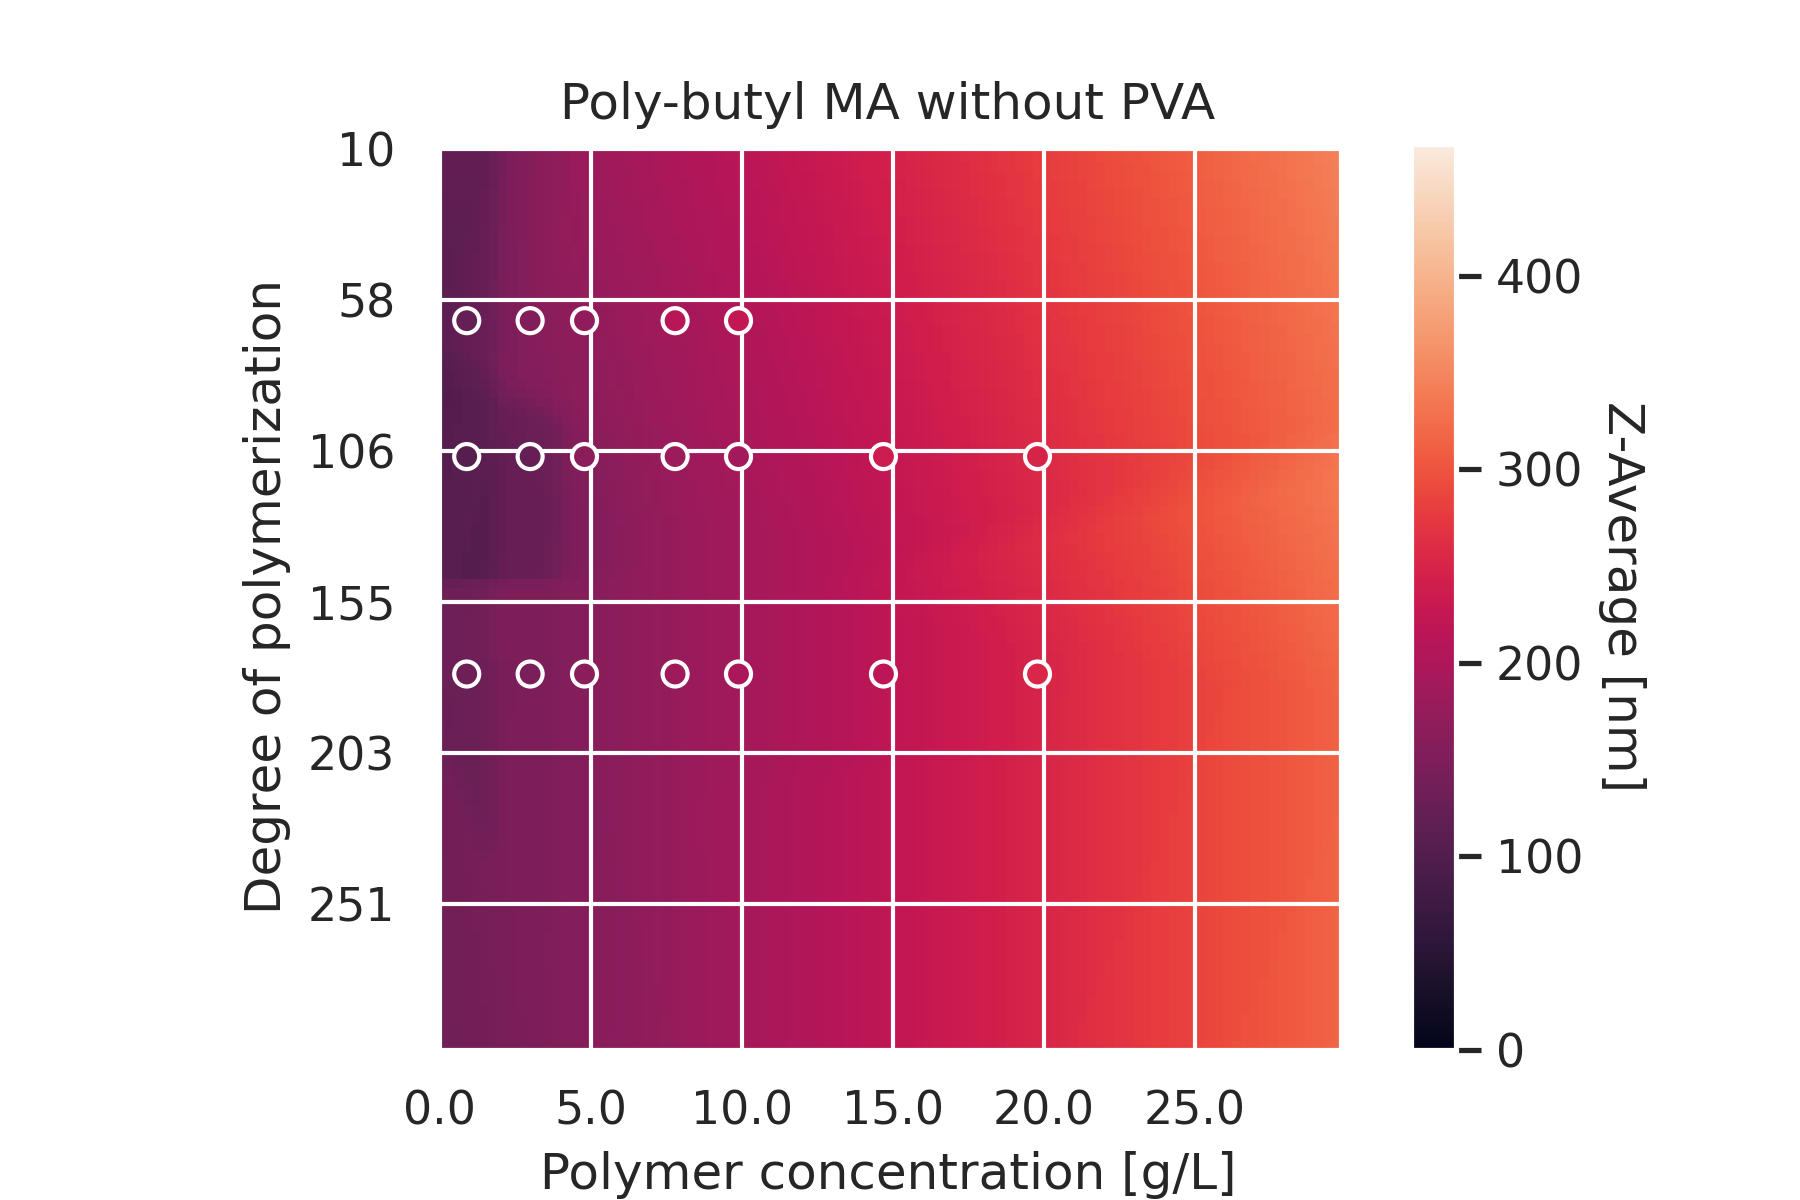 Poly-butyl MA without PVA
Degree of polymerization
10
58
106
155
203
251
0.0 5.0 10.0 15.0 20.0 25.0
Polymer concentration [g/L]
400
300
200
100
0
Z-Average [nm]